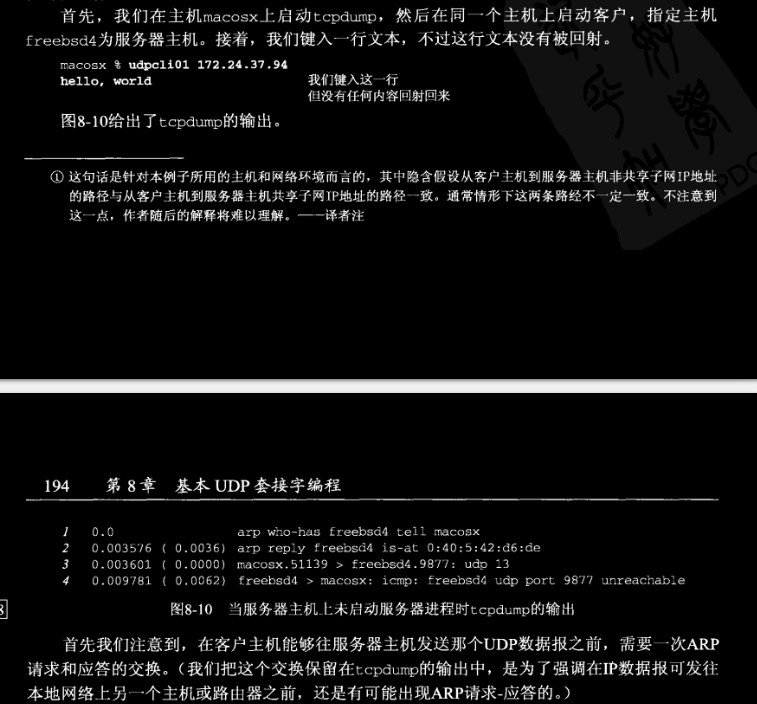 首先，我们在主机macosx上启动tcpdump，然后在同一个主机上启动客户，指定主机
freebsd4为服务器主机。接着，我们键入一行文本，不过这行文本没有被回射。
macosx % udpcli01 172.24.37.94
hello, world 我们键入这一行
但没有任何内容回射回来
图8-10给出了tcpdump的输出。
① 这句话是针对本例子所用的主机和网络环境而言的，其中隐含假设从客户主机到服务器主机非共享子网IP地址
的路径与从客户主机到服务器主机共享子网IP地址的路径一致。通常情形下这两条路经不一定一致。不注意到
这一点，作者随后的解释将难以理解。——译者注
194 第 8 章 基本 UDP 套接字编程
1 0.0 arp who-has freebsd4 tell macosx
2 0.003576 ( 0.0036) arp reply freebsd4 is-at 0:40:5:42:d6:de
3 0.003601 ( 0.0000) macosx.51139 > freebsd4.9877: udp 13
4 0.009781 ( 0.0062) freebsd4 > macosx: icmp: freebsd4 udp port 9877 unreachable
图8-10 当服务器主机上未启动服务器进程时tcpdump的输出
首先我们注意到，在客户主机能够往服务器主机发送那个UDP数据报之前，需要一次ARP
请求和应答的交换。（我们把这个交换保留在tcpdump的输出中，是为了强调在IP数据报可发往
本地网络上另一个主机或路由器之前，还是有可能出现ARP请求-应答的。）